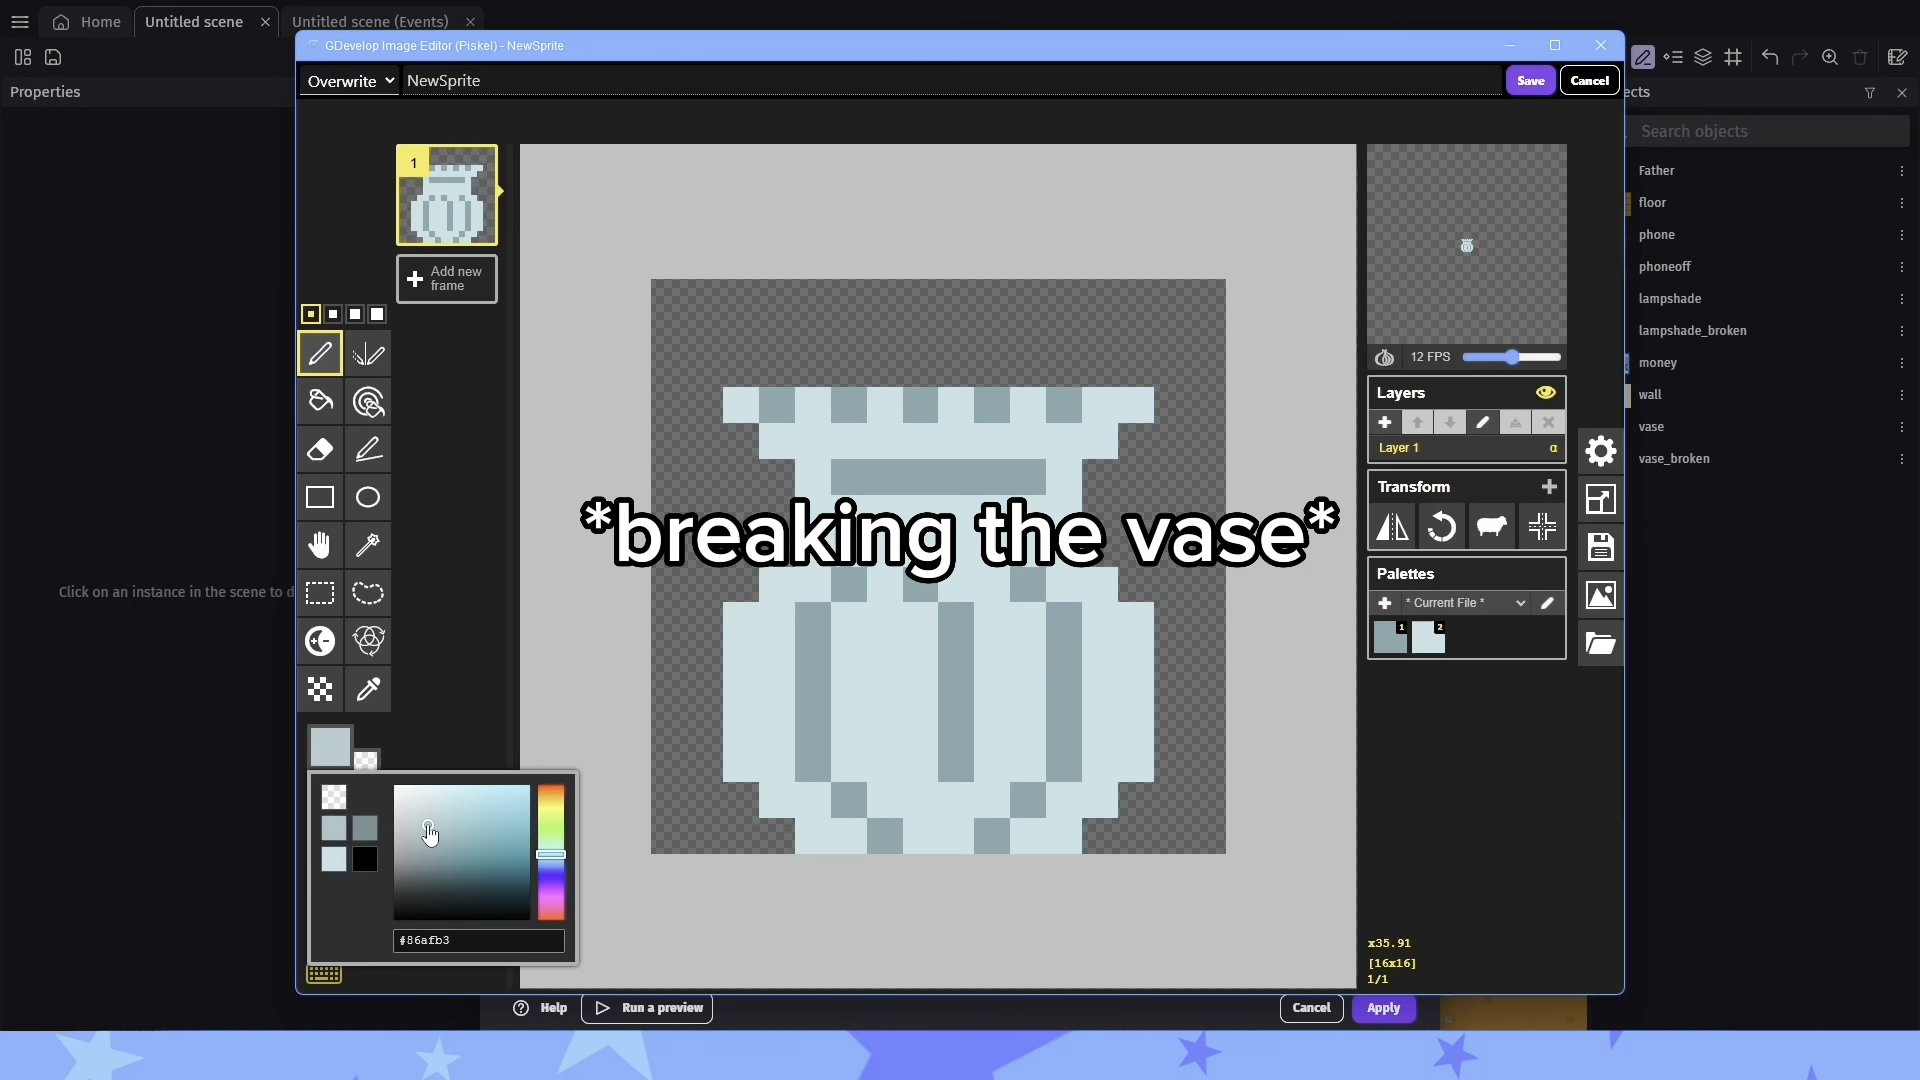 Home
Untitled scene
Untitled scene (Events)
GDevelop Image Editor (Piskel) - NewSprite
Overwrite
NewSprite
Save
Cancel
Properties
ects
Search objects
1
Add new
frame
Father
floor
phone
phoneoff
lampshade
lampshade_broken
money
wall
vase
vase_broken
12 FPS
Layers
Layer 1
α
Transform
*breaking the vase*
Palettes
* Current File *
1
2
Click on an instance in the scene to d
#86afb3
x35.91
[16x16]
1/1
Help
Run a preview
Cancel
Apply